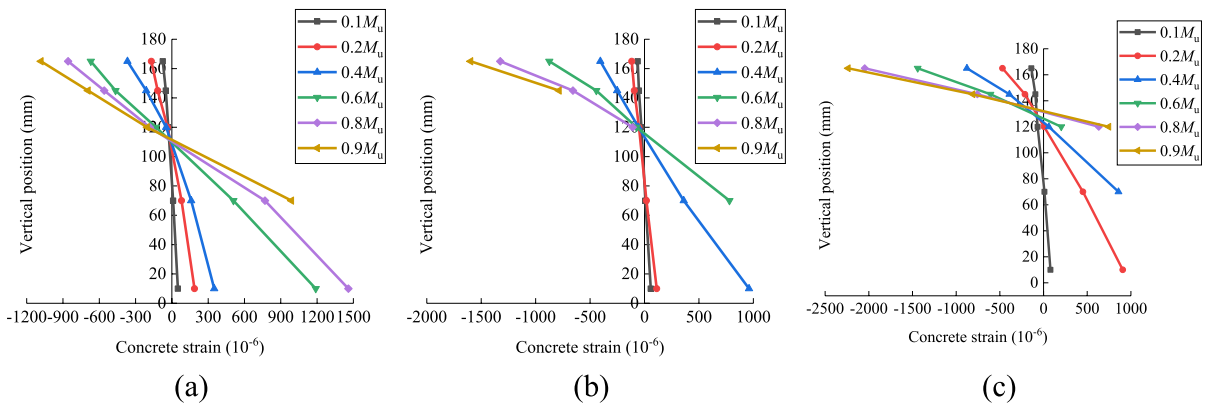 0.1Mu
0.2Mu
0.4Mu
0.6Mu
0.8Mu
0.9Mu
180
160
140
120
100
80
60
40
20
0
Vertical position (mm)
-1200 -900 -600 -300 0 300 600 900 1200 1500
Concrete strain (10-6)
(a)
0.1Mu
0.2Mu
0.4Mu
0.6Mu
0.8Mu
0.9Mu
180
160
140
120
100
80
60
40
20
0
Vertical position (mm)
-2000 -1500 -1000 -500 0 500 1000
Concrete strain (10-6)
(b)
0.1Mu
0.2Mu
0.4Mu
0.6Mu
0.8Mu
0.9Mu
180
160
140
120
100
80
60
40
20
0
Vertical position (mm)
-2500 -2000 -1500 -1000 -500 0 500 1000
Concrete strain (10-6)
(c)